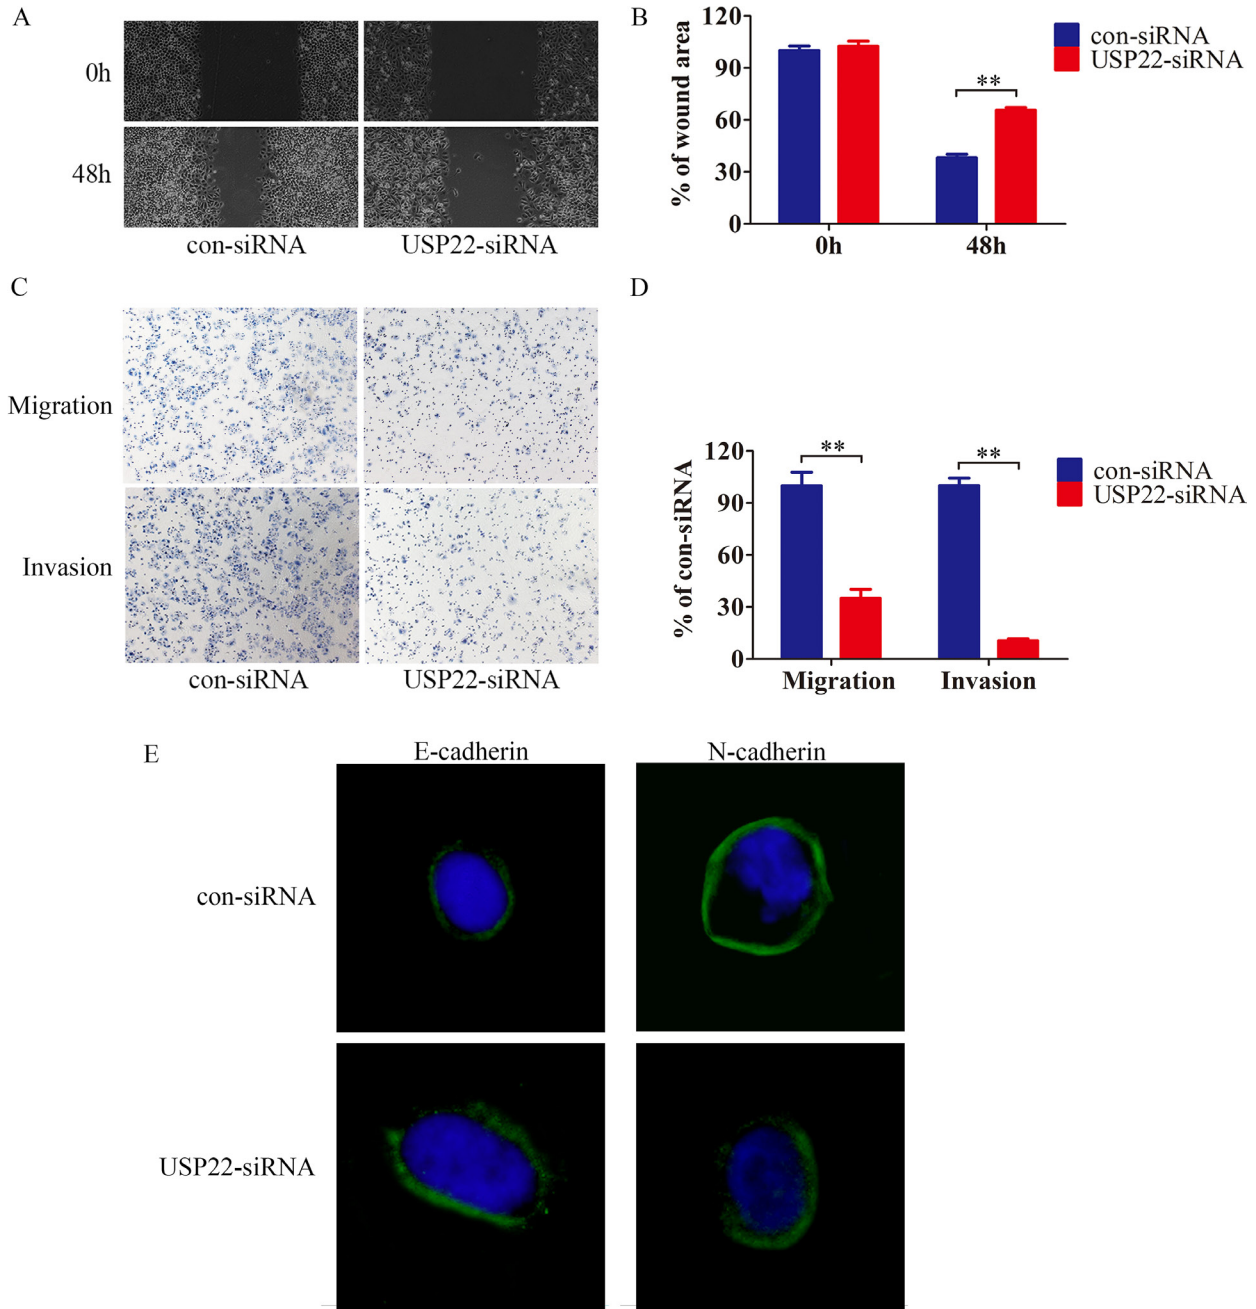 A
0h
48h
con-siRNA
USP22-siRNA
B
% of wound area
120
90
60
30
0
**
0h
48h
con-siRNA
USP22-siRNA
C
Migration
Invasion
con-siRNA
USP22-siRNA
D
% of con-siRNA
120
90
60
30
0
**
**
Migration
Invasion
con-siRNA
USP22-siRNA
E
E-cadherin
N-cadherin
con-siRNA
USP22-siRNA